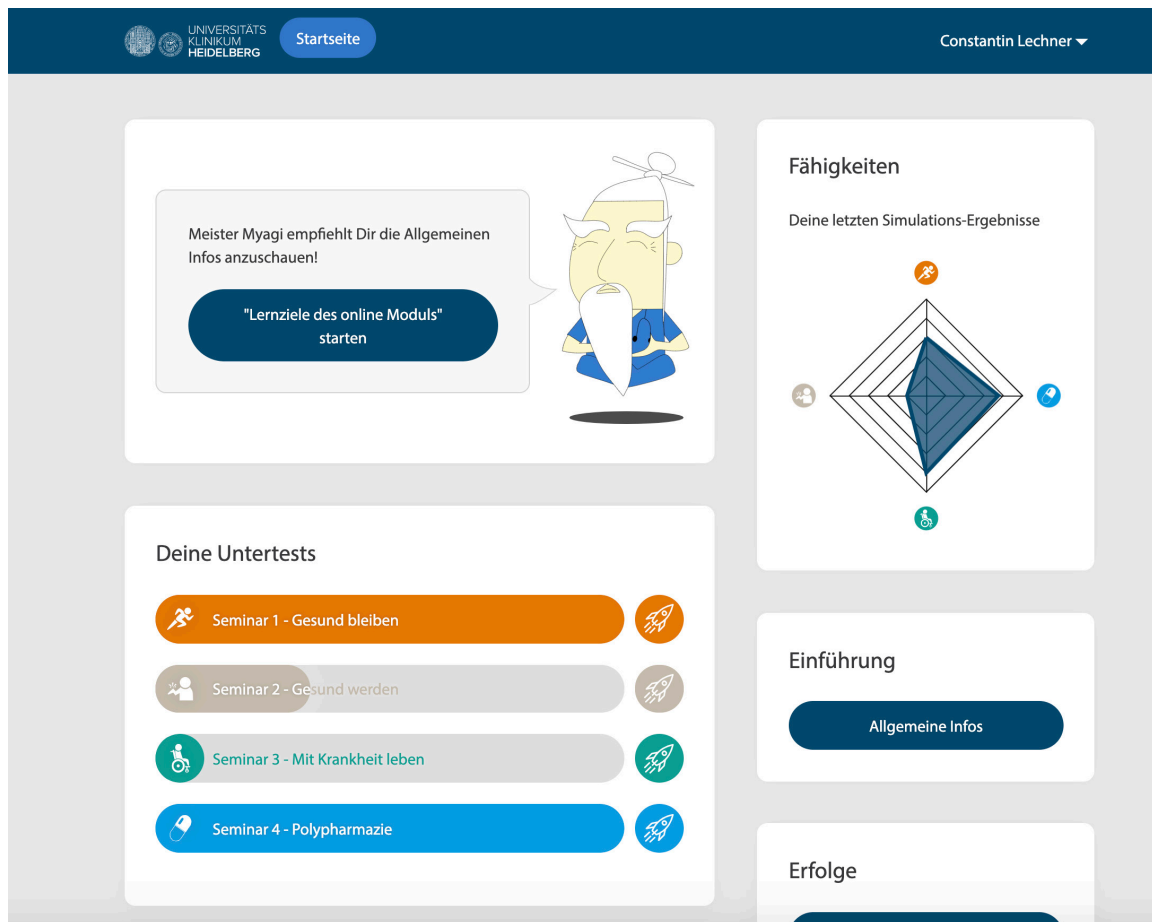 UNIVERSITÄTS
KLINIKUM
HEIDELBERG
Startseite
Constantin Lechner
Meister Myagi empfiehlt Dir die Allgemeinen
Infos anzuschauen!
"Lernziele des online Moduls"
starten
Fähigkeiten
Deine letzten Simulations-Ergebnisse
Deine Untertests
Seminar 1 - Gesund bleiben
Seminar 2 - Gesund werden
Seminar 3 - Mit Krankheit leben
Seminar 4 - Polypharmazie
Einführung
Allgemeine Infos
Erfolge